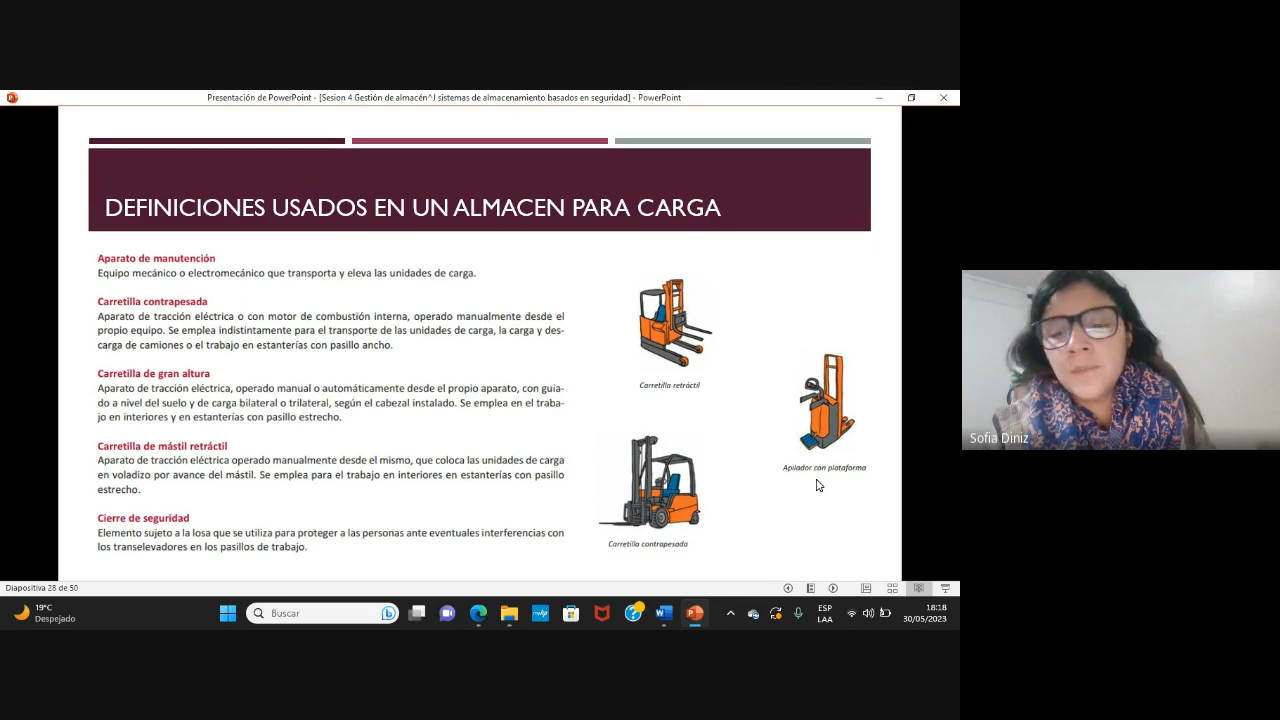 Presentación de PowerPoint - [Sesion 4 Gestión de almacén^J sistemas de almacenamiento basados en seguridad] - PowerPoint
DEFINICIONES USADOS EN UN ALMACEN PARA CARGA
Aparato de manutención
Equipo mecánico o electromecánico que transporta y eleva las unidades de carga.
Carretilla contrapesada
Aparato de tracción eléctrica o con motor de combustión interna, operado manualmente desde el
propio equipo. Se emplea indistintamente para el transporte de las unidades de carga, la carga y des-
carga de camiones o el trabajo en estanterías con pasillo ancho.
Carretilla de gran altura
Aparato de tracción eléctrica, operado manual o automáticamente desde el propio aparato, con guia-
do a nivel del suelo y de carga bilateral o trilateral, según el cabezal instalado. Se emplea en el traba-
jo en interiores y en estanterías con pasillo estrecho.
Carretilla de mástil retráctil
Aparato de tracción eléctrica operado manualmente desde el mismo, que coloca las unidades de carga
en voladizo por avance del mástil. Se emplea para el trabajo en interiores en estanterías con pasillo
estrecho.
Cierre de seguridad
Elemento sujeto a la losa que se utiliza para proteger a las personas ante eventuales interferencias con
los transelevadores en los pasillos de trabajo.
Carretilla retráctil
Apilador con plataforma
Carretilla contrapesada
Sofia Diniz
Diapositiva 28 de 50
19°C
Despejado
Buscar
ESP
LAA
18:18
30/05/2023